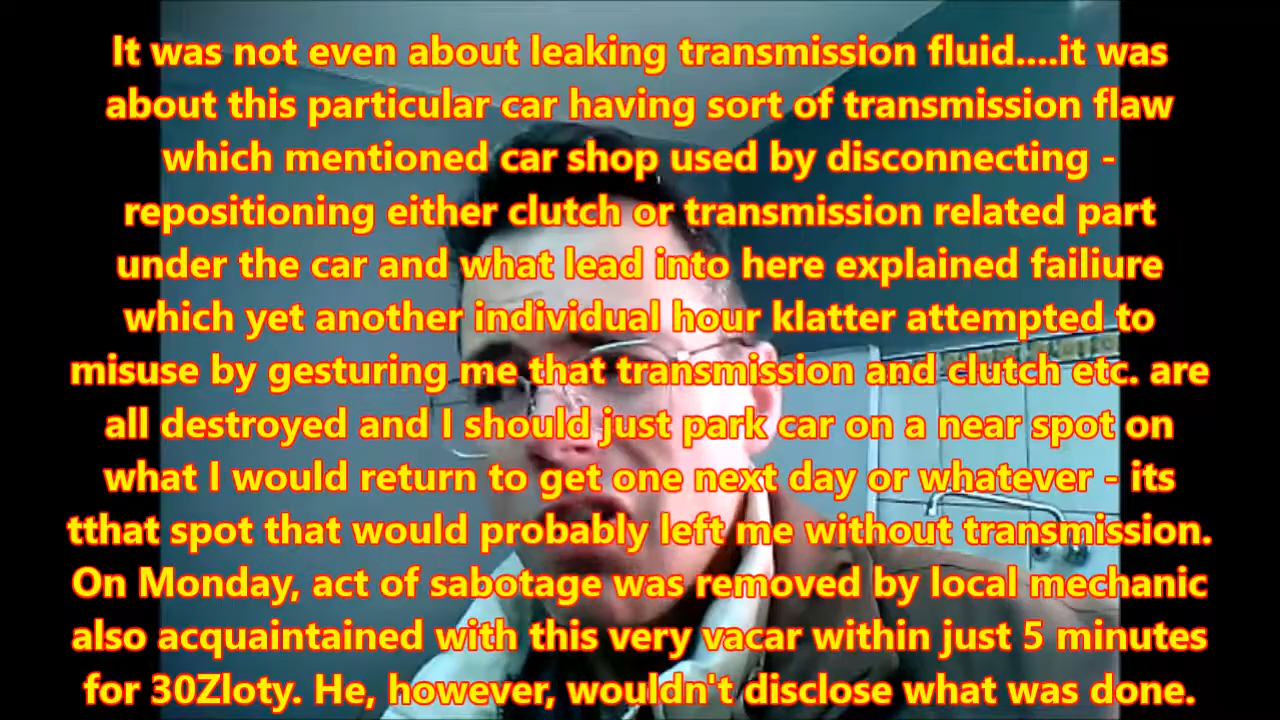 It was not even about leaking transmission fluid....it was
about this particular car having sort of transmission flaw
which mentioned car shop used by disconnecting -
repositioning either clutch or transmission related part
under the car and what lead into here explained failiure
which yet another individual hour klatter attempted to
misuse by gesturing me that transmission and clutch etc. are
all destroyed and I should just park car on a near spot on
what I would return to get one next day or whatever - its
tthat spot that would probably left me without transmission.
On Monday, act of sabotage was removed by local mechanic
also acquaintained with this very vacar within just 5 minutes
for 30Zloty. He, however, wouldn't disclose what was done.